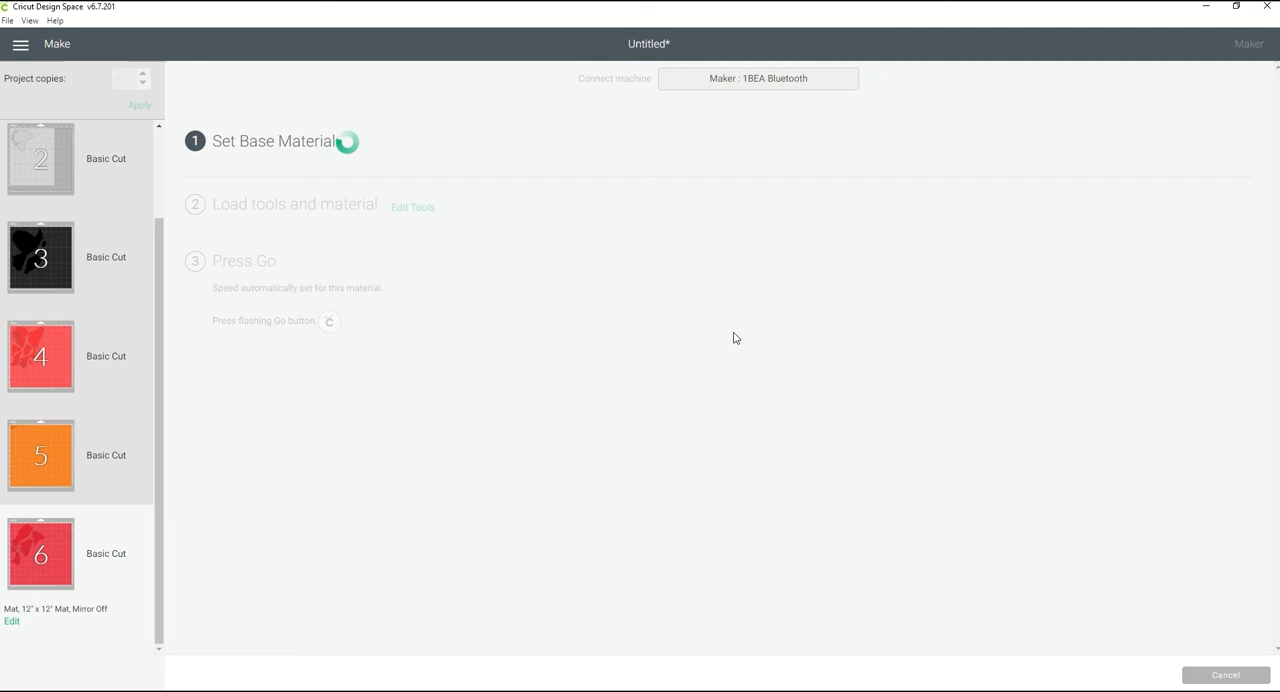 Cricut Design Space v6.7.201
File View Help
Make
Untitled*
Maker
Project copies:
1
Apply
Connect machine
Maker : 1BEA Bluetooth
2
Basic Cut
3
Basic Cut
4
Basic Cut
5
Basic Cut
6
Basic Cut
Mat, 12" x 12" Mat, Mirror Off
Edit
1 Set Base Material
2 Load tools and material Edit Tools
3 Press Go
Speed automatically set for this material.
Press flashing Go button.
Cancel